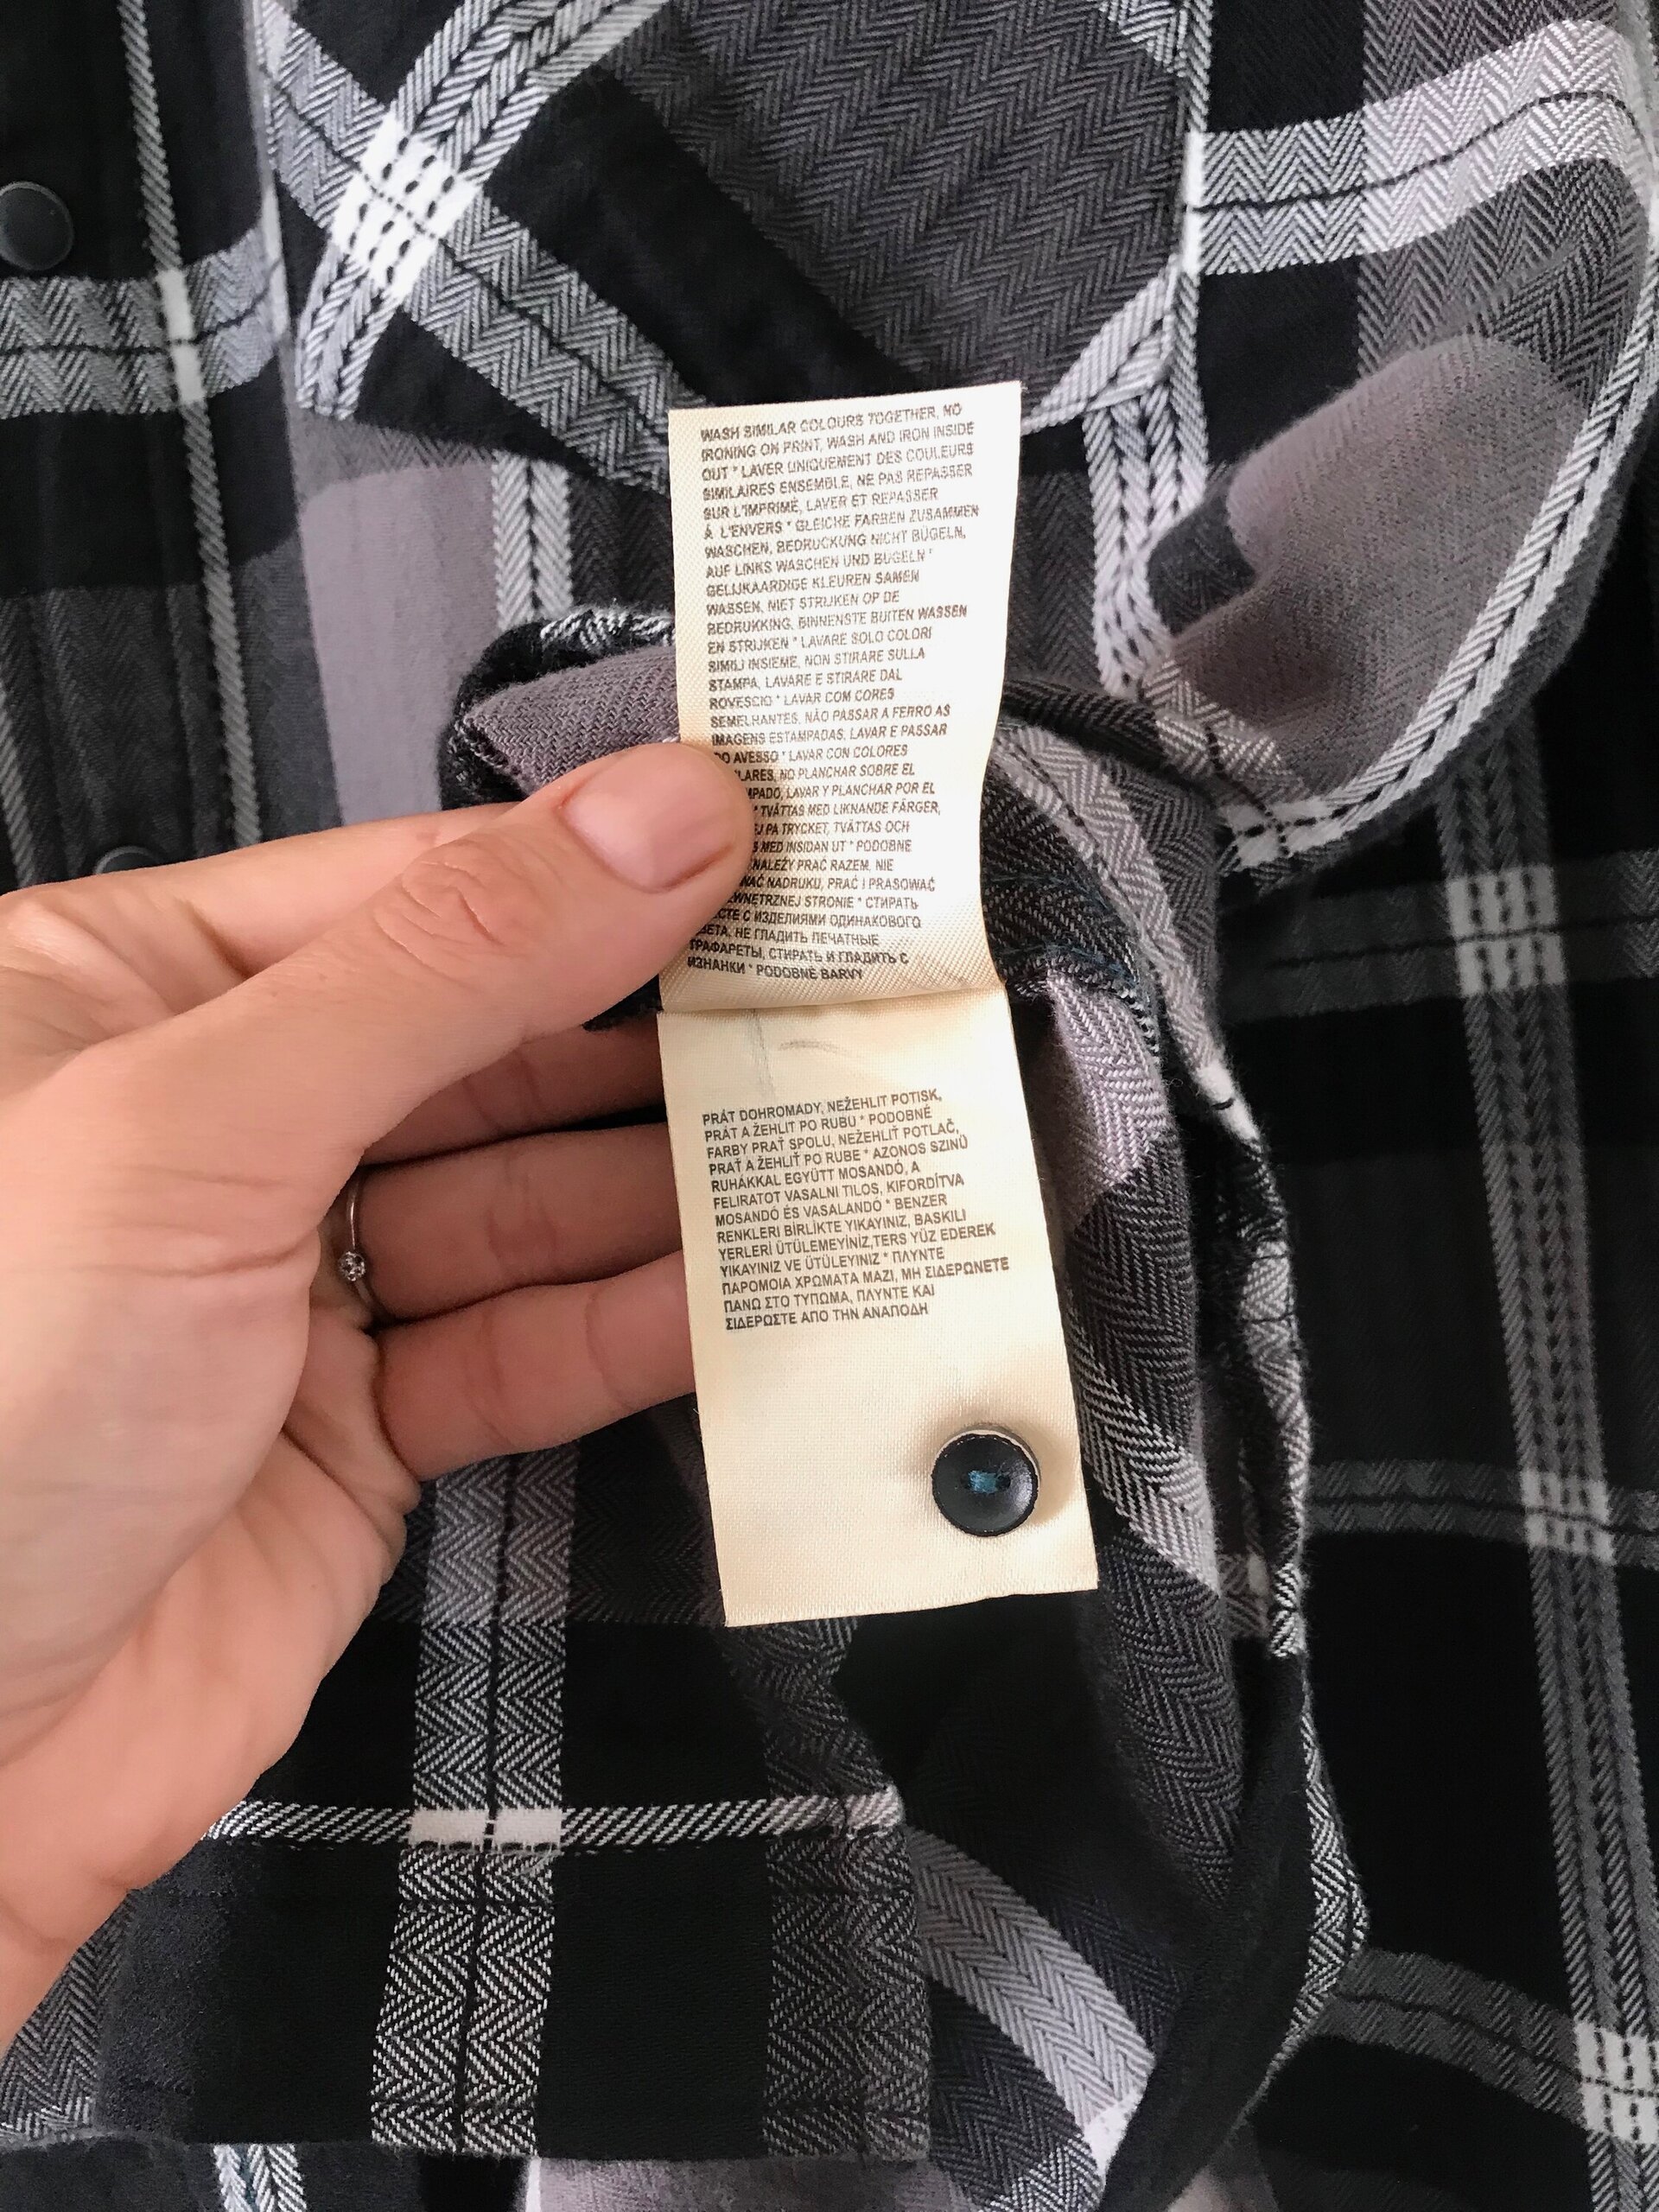 WASH SIMILAR COLOURS TOGETHER, NO
IRONING ON PRINT, WASH AND IRON INSIDE
OUT * LAVER UNIQUEMENT DES COULEURS
SIMILAIRES ENSEMBLE, NE PAS REPASSER
SUR L'IMPRIMÉ, LAVER ET REPASSER
À L'ENVERS * GLEICHE FARBEN ZUSAMMEN
WASCHEN, BEDRUCKUNG NICHT BÜGELN,
AUF LINKS WASCHEN UND BÜGELN *
GELIJKAARDIGE KLEUREN SAMEN
WASSEN, NIET STRIJKEN OP DE
BEDRUKKING, BINNENSTE BUITEN WASSEN
EN STRIJKEN * LAVARE SOLO COLORI
SIMILI INSIEME, NON STIRARE SULLA
STAMPA, LAVARE E STIRARE DAL
ROVESCIO * LAVAR COM CORES
SEMELHANTES, NÃO PASSAR A FERRO AS
IMAGENS ESTAMPADAS, LAVAR E PASSAR
DO AVESSO * LAVAR CON COLORES
LARES, NO PLANCHAR SOBRE EL
MPADO, LAVAR Y PLANCHAR POR EL
* TVÄTTAS MED LIKNANDE FÄRGER,
EJ PÅ TRYCKET, TVÄTTAS OCH
S MED INSIDAN UT * PODOBNE
NALEŻY PRAĆ RAZEM, NIE
WAĆ NADRUKU, PRAĆ I PRASOWAĆ
EWNĘTRZNEJ STRONIE * СТИРАТЬ
СТЕ С ИЗДЕЛИЯМИ ОДИНАКОВОГО
ВЕТА, НЕ ГЛАДИТЬ ПЕЧАТНЫЕ
ТРАФАРЕТЫ, СТИРАТЬ И ГЛАДИТЬ С
ИЗНАНКИ * PODOBNÉ BARVY
PRÁT DOHROMADY, NEŽEHLIT POTISK,
PRÁT A ŽEHLIT PO RUBU * PODOBNÉ
FARBY PRAŤ SPOLU, NEŽEHLIŤ POTLAČ,
PRAŤ A ŽEHLIŤ PO RUBE * AZONOS SZINŰ
RUHÁKKAL EGYÜTT MOSANDÓ, A
FELIRATOT VASALNI TILOS, KIFORDÍTVA
MOSANDÓ ÉS VASALANDÓ * BENZER
RENKLERI BİRLİKTE YIKAYINIZ, BASKILI
YERLERİ ÜTÜLEMEYİNİZ,TERS YÜZ EDEREK
YIKAYINIZ VE ÜTÜLEYINIZ * ΠΛΥΝΤΕ
ΠΑΡΟΜΟΙΑ ΧΡΩΜΑΤΑ ΜΑΖΙ, ΜΗ ΣΙΔΕΡΩΝΕΤΕ
ΠΑΝΩ ΣΤΟ ΤΥΠΩΜΑ, ΠΛΥΝΤΕ ΚΑΙ
ΣΙΔΕΡΩΣΤΕ ΑΠΟ ΤΗΝ ΑΝΑΠΟΔΗ